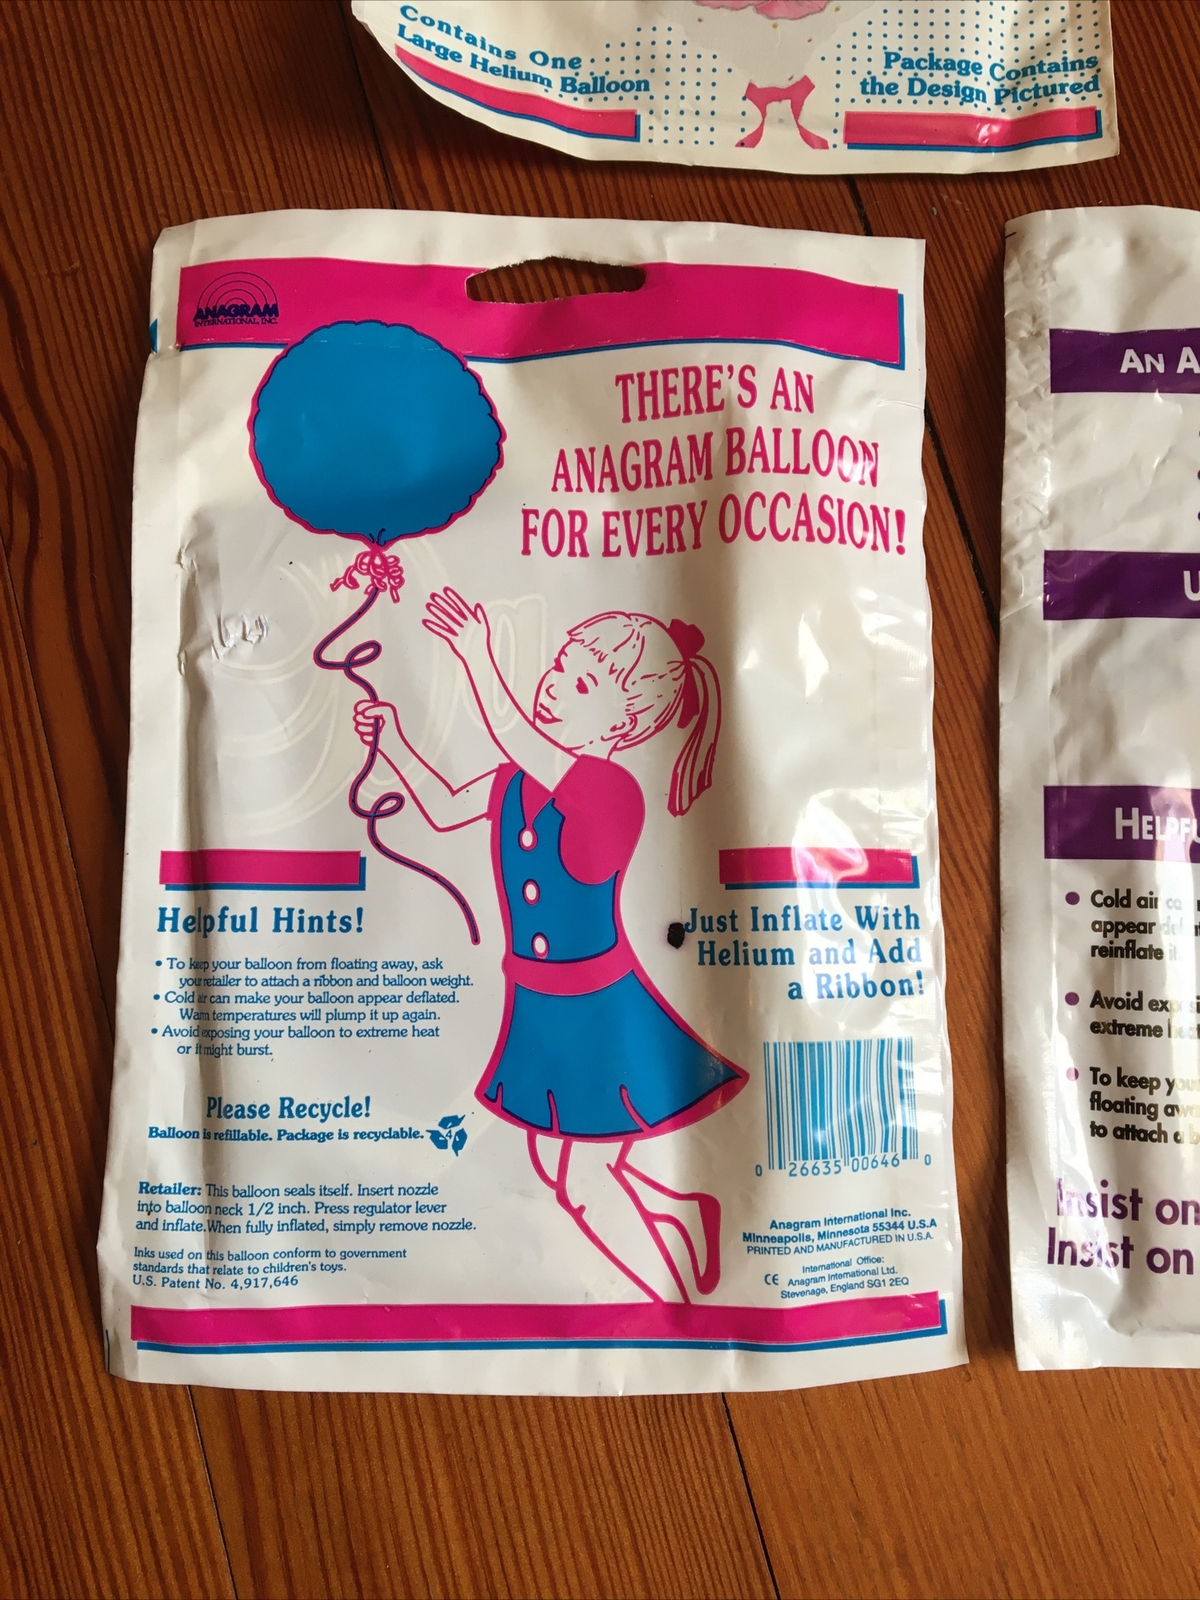 Contains One
Large Helium Balloon
Package Contains
the Design Pictured
ANAGRAM
INTERNATIONAL, INC.
THERE'S AN
ANAGRAM BALLOON
FOR EVERY OCCASION!
Helpful Hints!
• To keep your balloon from floating away, ask
your retailer to attach a ribbon and balloon weight.
• Cold air can make your balloon appear deflated.
Warm temperatures will plump it up again.
• Avoid exposing your balloon to extreme heat
or it might burst.
Please Recycle!
Balloon is refillable. Package is recyclable.
4
Retailer: This balloon seals itself. Insert nozzle
into balloon neck 1/2 inch. Press regulator lever
and inflate. When fully inflated, simply remove nozzle.
Inks used on this balloon conform to government
standards that relate to children's toys.
U.S. Patent No. 4,917,646
Just Inflate With
Helium and Add
a Ribbon!
0 26635 00646 0
Anagram International Inc.
Minneapolis, Minnesota 55344 U.S.A
PRINTED AND MANUFACTURED IN U.S.A.
International Office:
CE Anagram International Ltd.
Stevenage, England SG1 2EQ
AN A
U
HELPFU
• Cold air
appear
reinflate
• Avoid
extreme
• To keep
floating
to attach
Insist on
Insist on